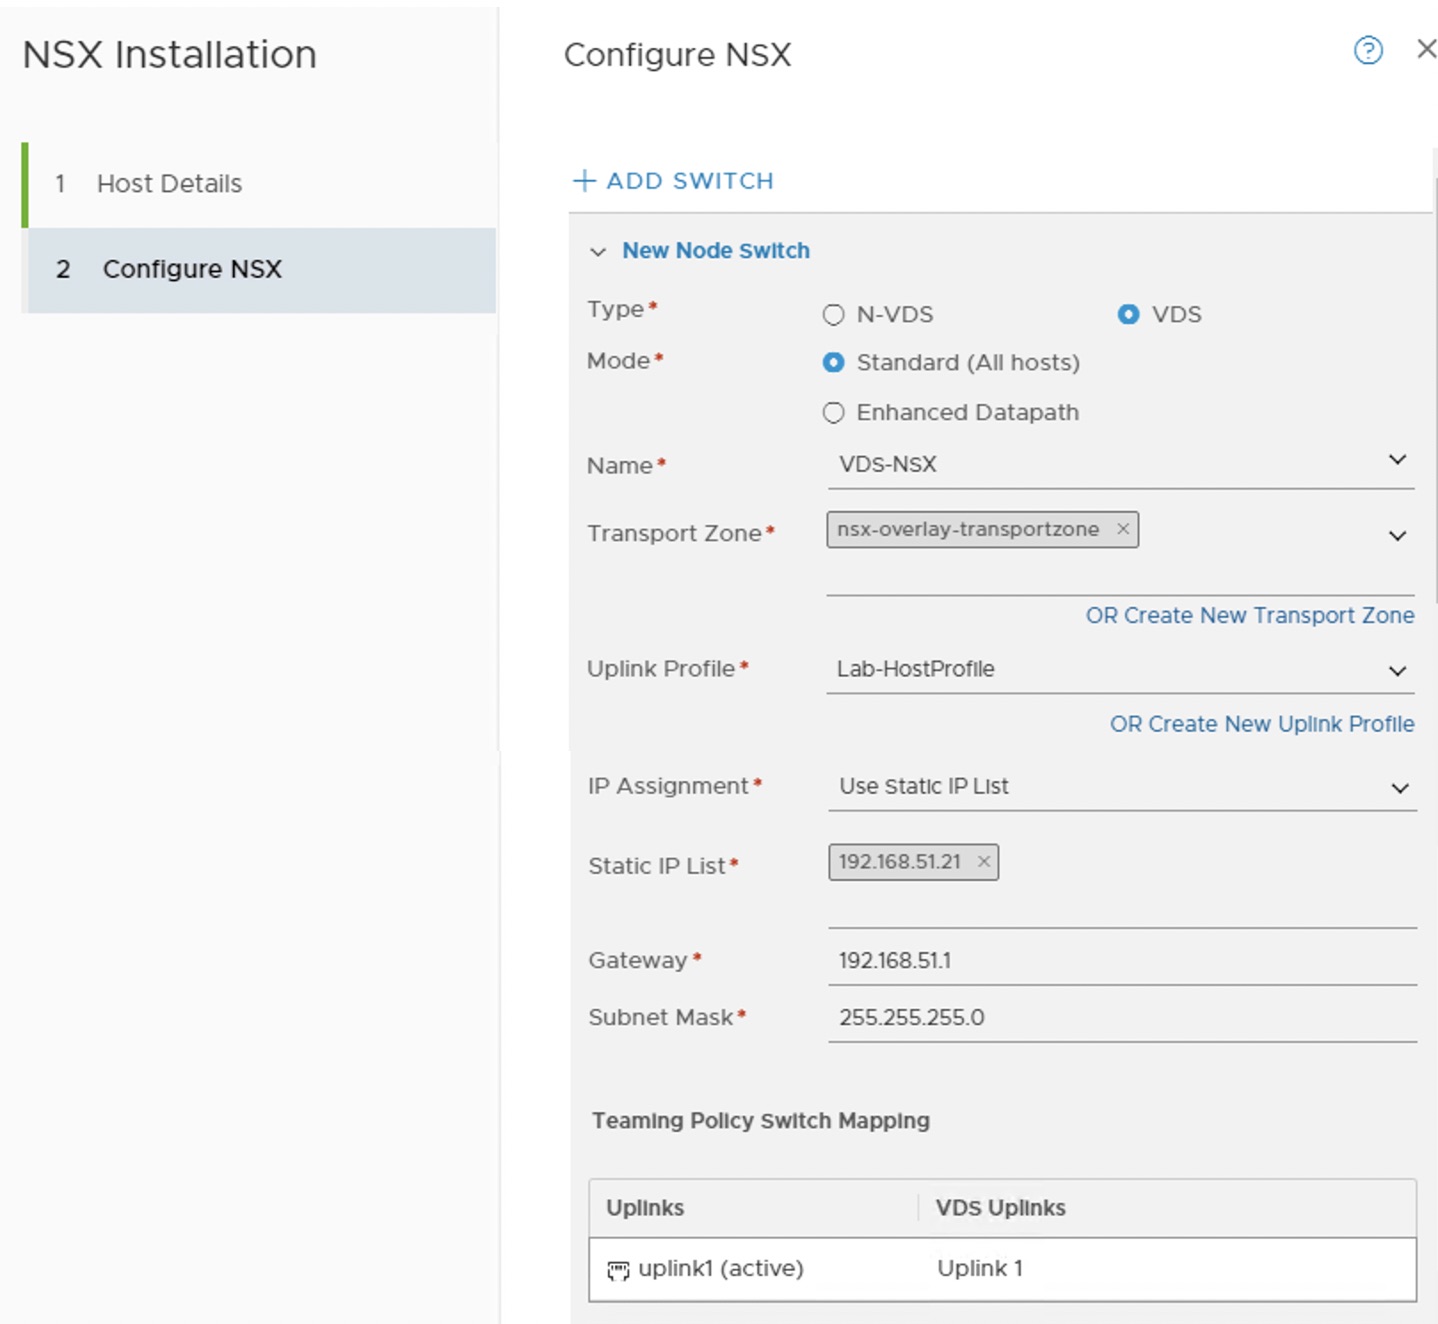 NSX Installation
1 Host Details
2 Configure NSX
Configure NSX
+ ADD SWITCH
New Node Switch
Type* N-VDS VDS
Mode* Standard (All hosts)
Enhanced Datapath
Name* VDS-NSX
Transport Zone* nsx-overlay-transportzone ×
OR Create New Transport Zone
Uplink Profile* Lab-HostProfile
OR Create New Uplink Profile
IP Assignment* Use Static IP List
Static IP List* 192.168.51.21 ×
Gateway* 192.168.51.1
Subnet Mask* 255.255.255.0
Teaming Policy Switch Mapping
Uplinks VDS Uplinks
uplink1 (active) Uplink 1